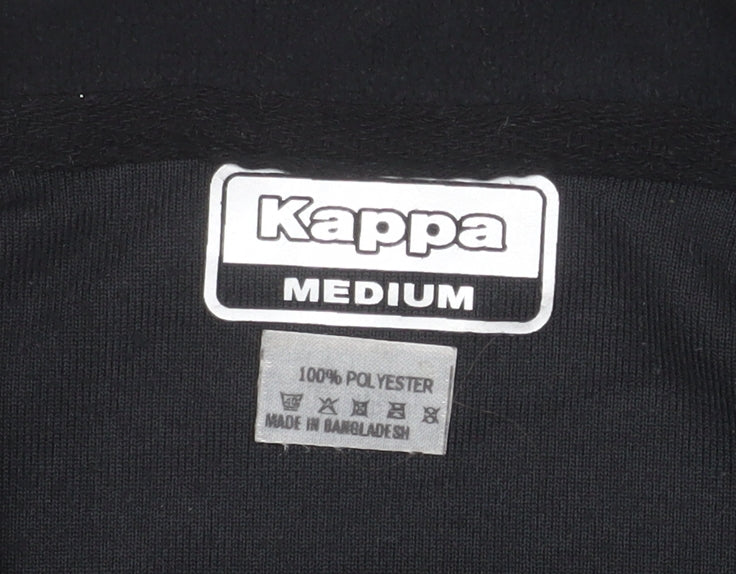 Kappa
MEDIUM
100% POLYESTER
MADE IN BANGLADESH